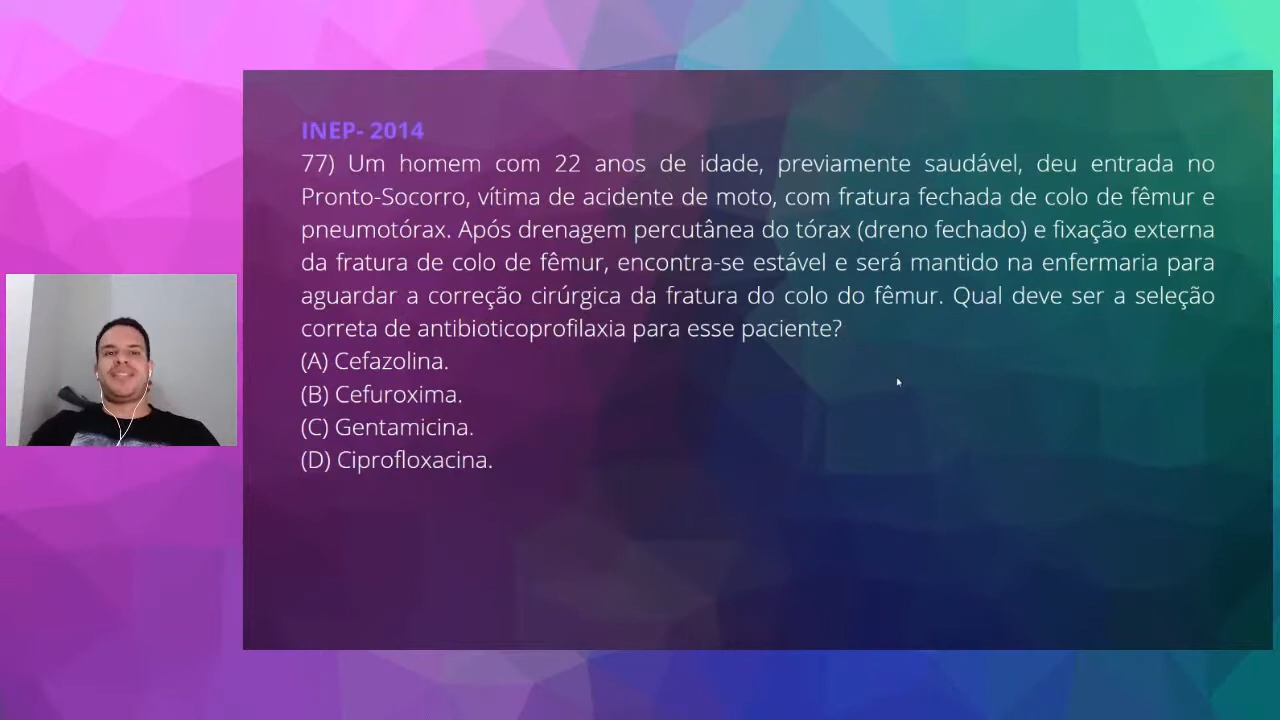 INEP- 2014
77) Um homem com 22 anos de idade, previamente saudável, deu entrada no
Pronto-Socorro, vítima de acidente de moto, com fratura fechada de colo de fêmur e
pneumotórax. Após drenagem percutânea do tórax (dreno fechado) e fixação externa
da fratura de colo de fêmur, encontra-se estável e será mantido na enfermaria para
aguardar a correção cirúrgica da fratura do colo do fêmur. Qual deve ser a seleção
correta de antibioticoprofilaxia para esse paciente?
(A) Cefazolina.
(B) Cefuroxima.
(C) Gentamicina.
(D) Ciprofloxacina.